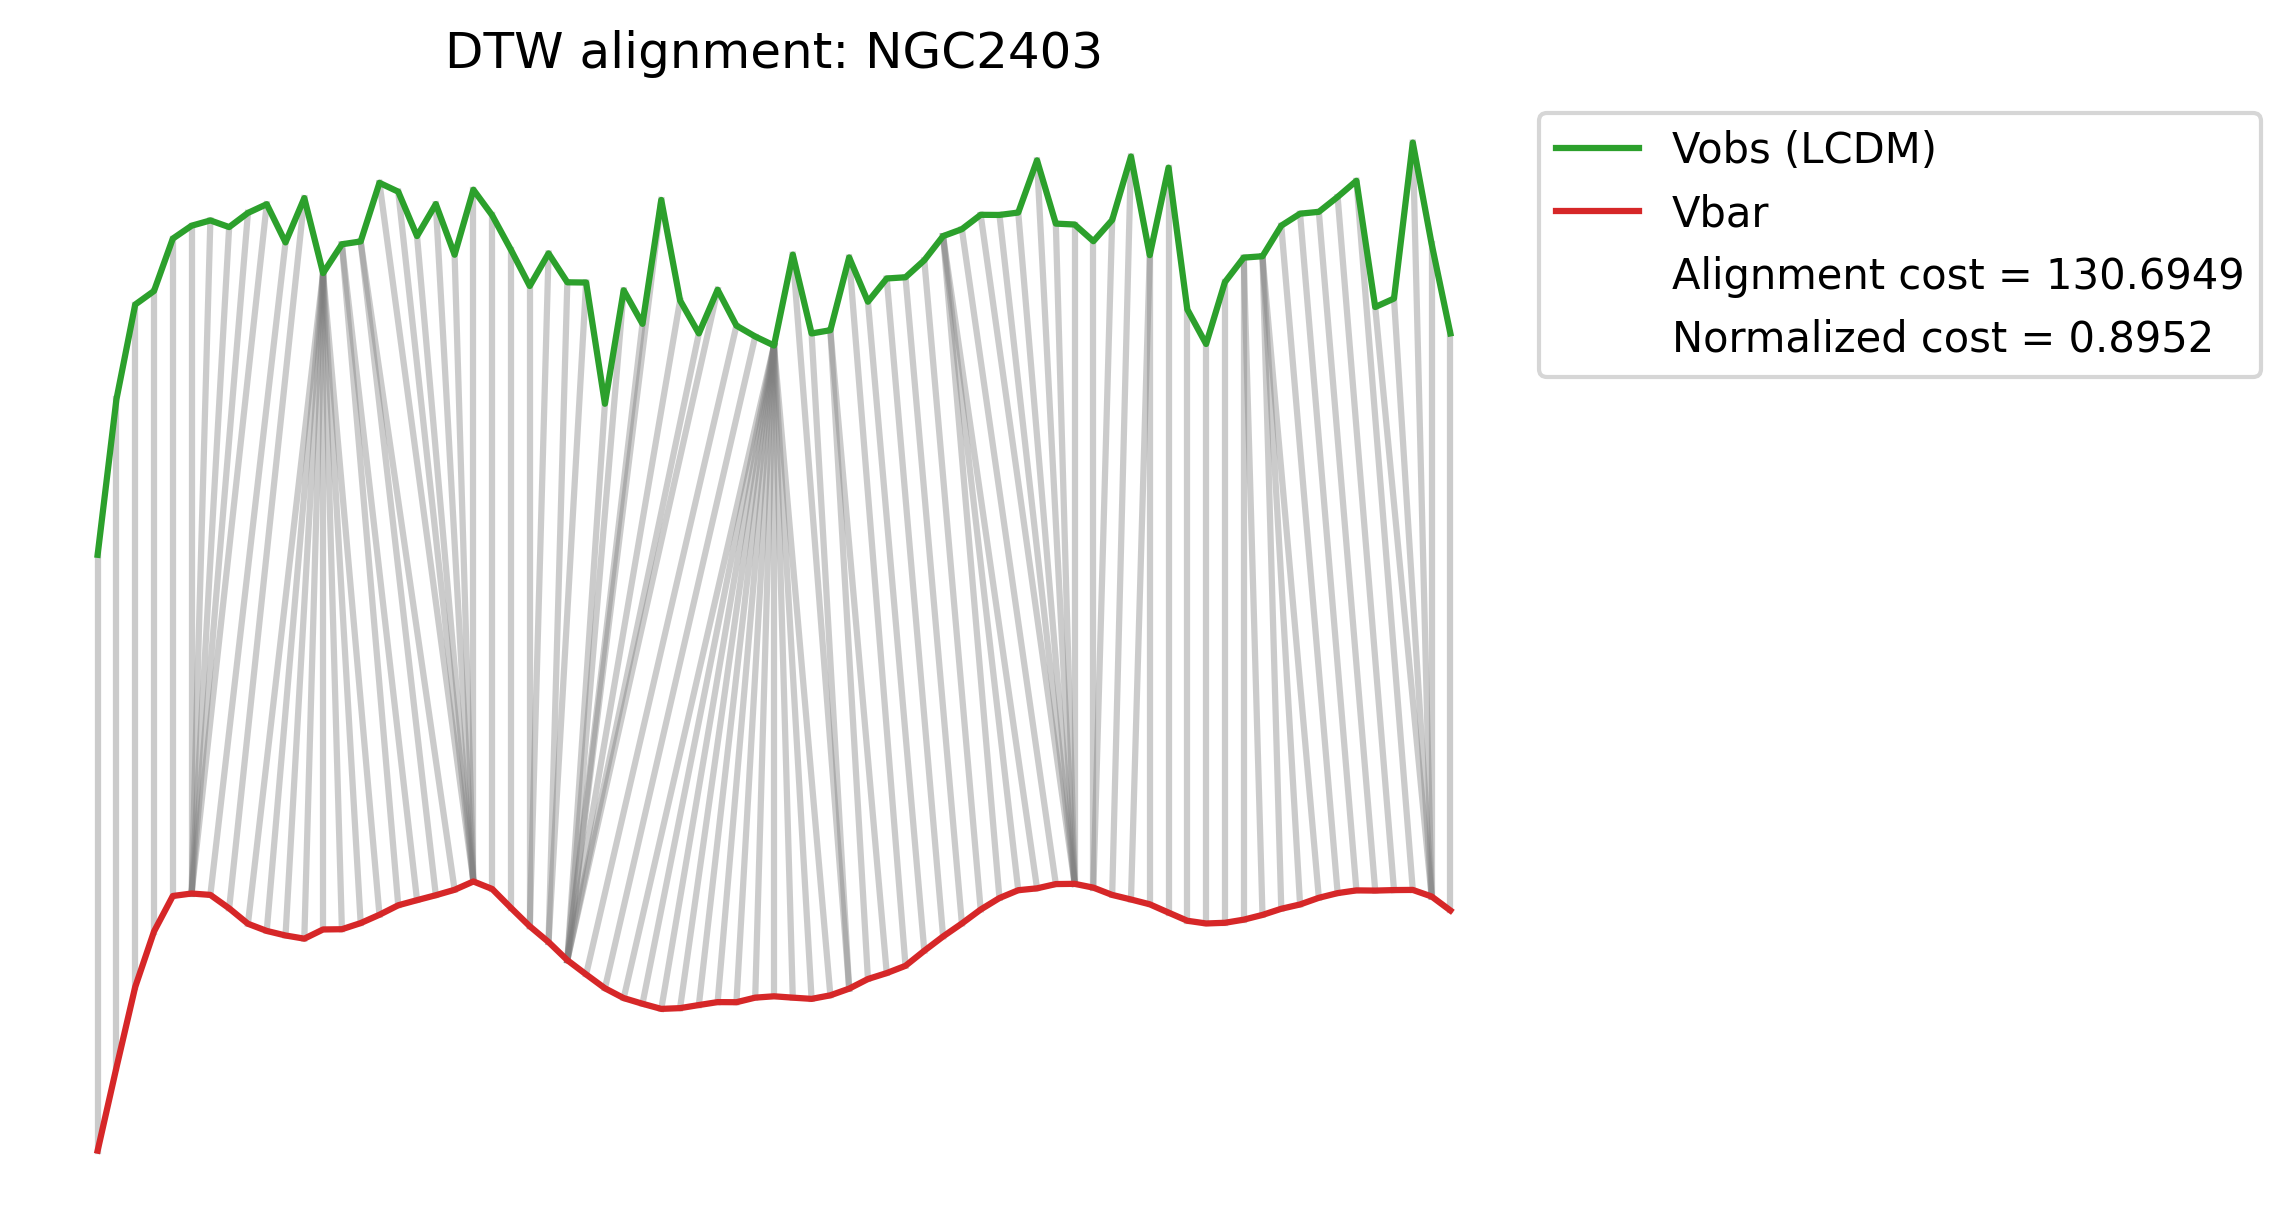 DTW alignment: NGC2403
Vobs (LCDM)
Vbar
Alignment cost = 130.6949
Normalized cost = 0.8952